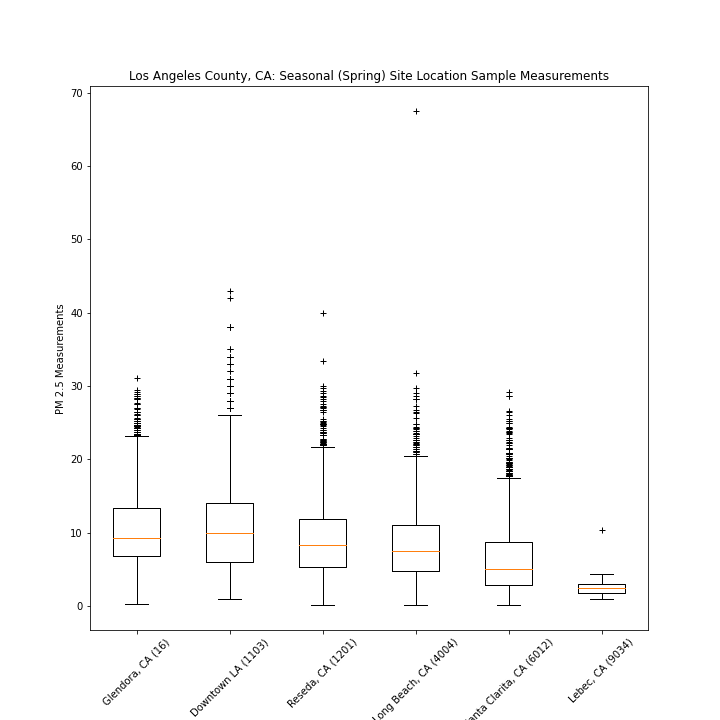 Los Angeles County, CA: Seasonal (Spring) Site Location Sample Measurements
PM 2.5 Measurements
70
60
50
40
30
20
10
0
Glendora, CA (16)
Downtown LA (1103)
Reseda, CA (1201)
Long Beach, CA (4004)
anta Clarita, CA (6012)
Lebec, CA (9034)